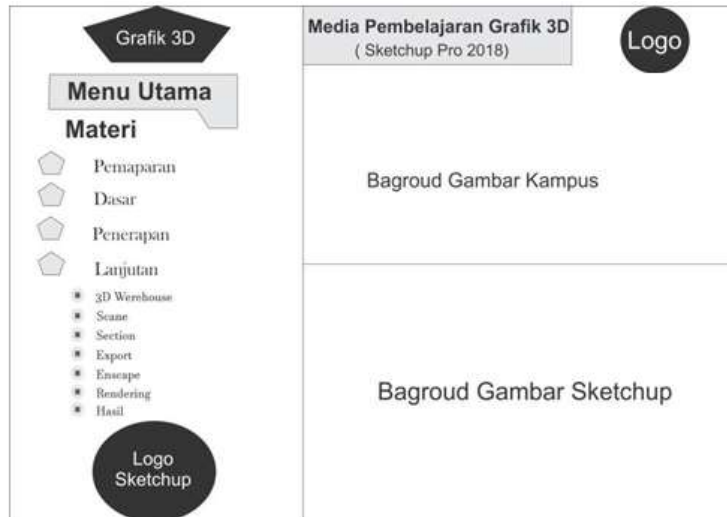 Grafik 3D
Menu Utama
Materi
Pemaparan
Dasar
Penerapan
Lanjutan
3D Werehouse
Scane
Section
Export
Enscape
Rendering
Hasil
Logo
Sketchup
Media Pembelajaran Grafik 3D
( Sketchup Pro 2018)
Logo
Bagroud Gambar Kampus
Bagroud Gambar Sketchup